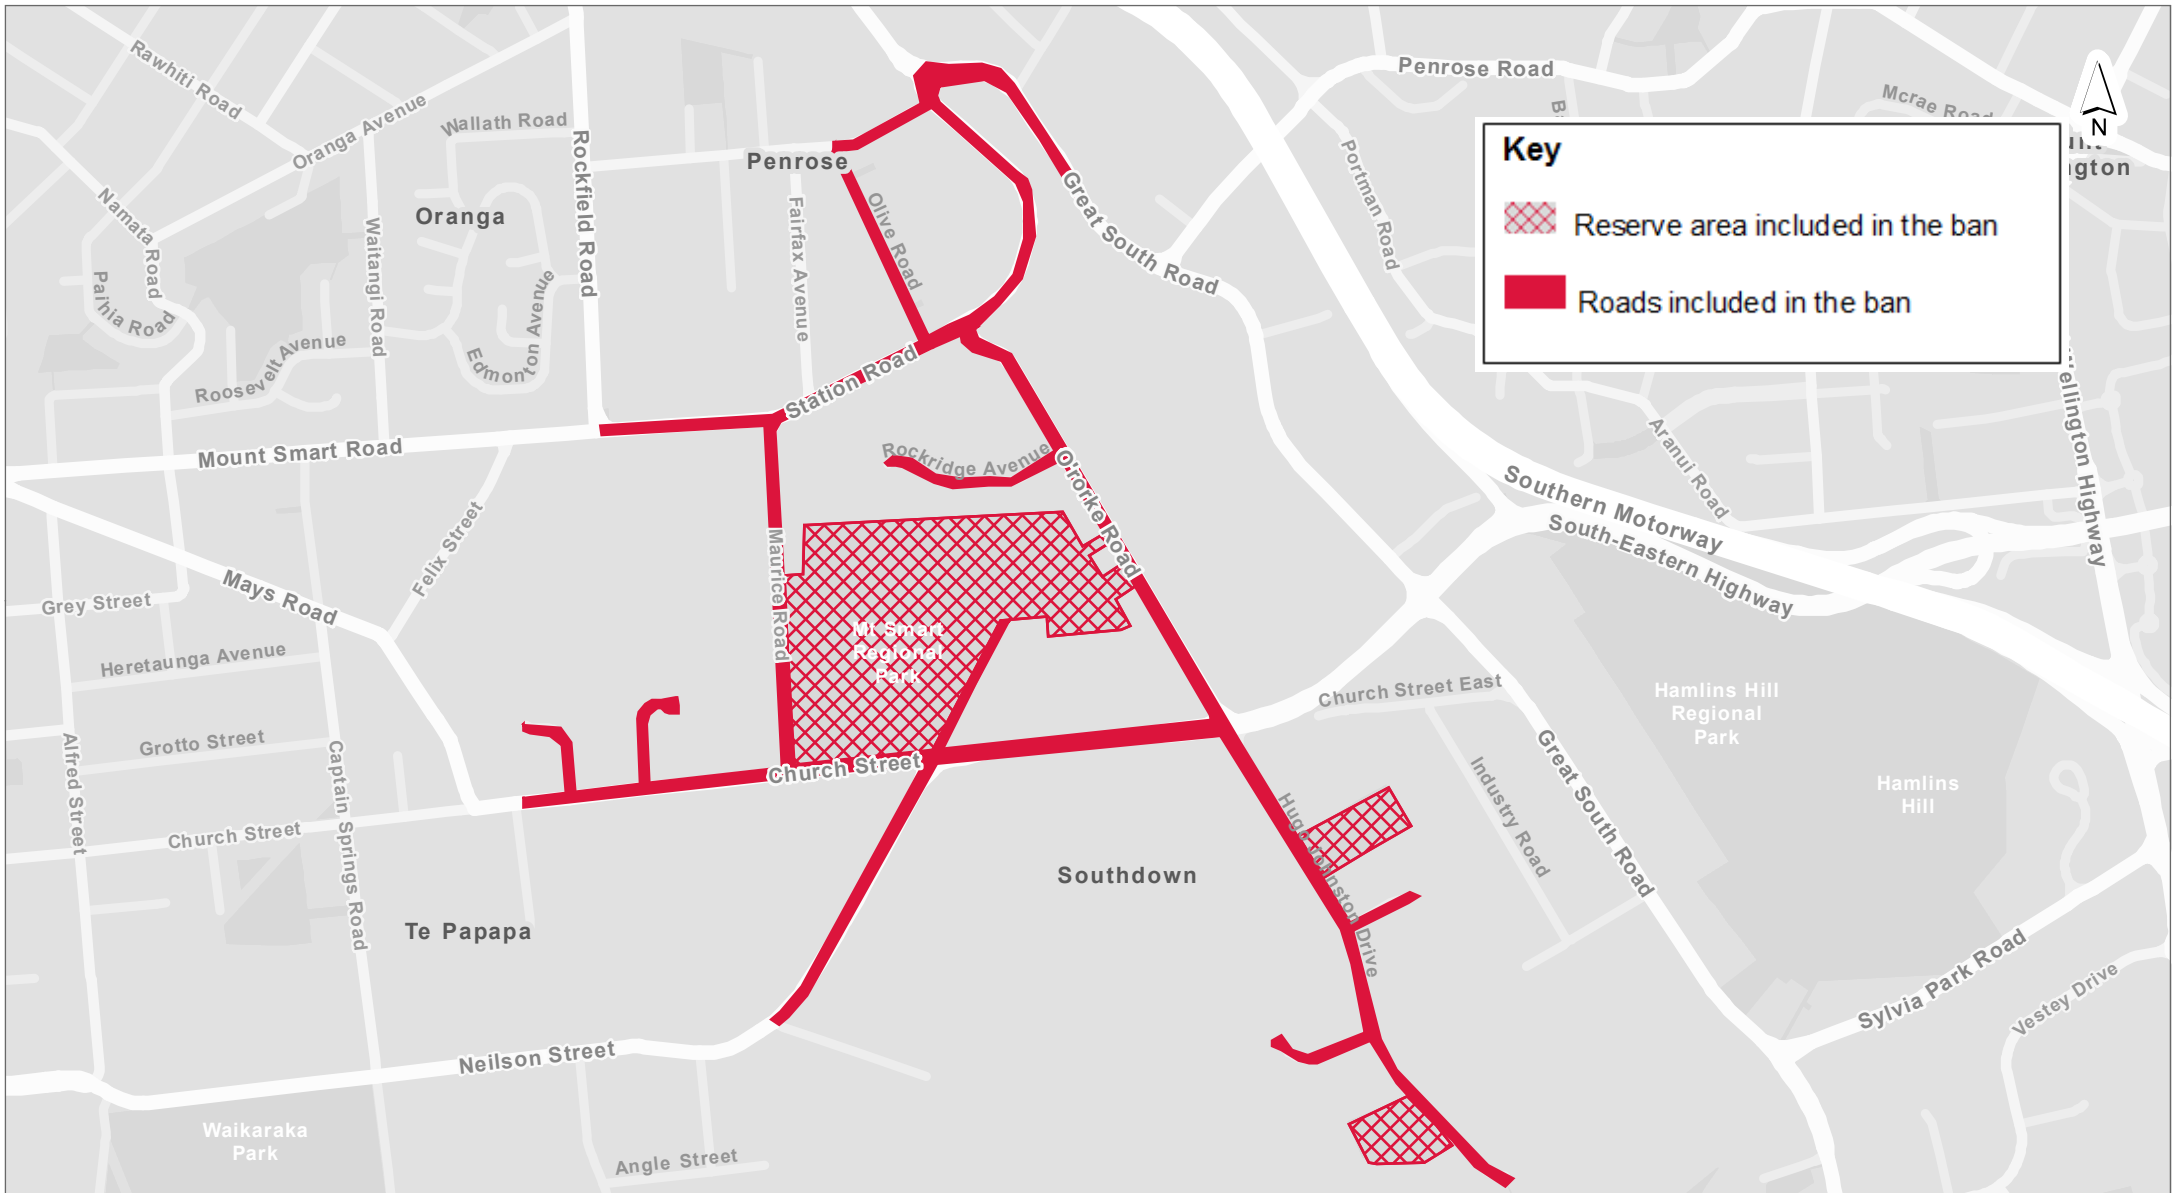 Rawhiti Road
Oranga Avenue
Wallath Road
Rockfield Road
Penrose
Oranga
Namata Road
Paihia Road
Waitangi Road
Fairfax Avenue
Olive Road
Great South Road
Penrose Road
Portman Road
Mcrae Road
N
Key
Reserve area included in the ban
Roads included in the ban
Roosevelt Avenue
Edmonton Avenue
Station Road
Mount Smart Road
Rockridge Avenue
O'rorke Road
Aranui Road
Southern Motorway
South-Eastern Highway
ellington Highway
Felix Street
Mays Road
Maurice Road
Grey Street
Heretaunga Avenue
Mt Smart
Regional
Park
Church Street East
Hamlins Hill
Regional
Park
Hamlins
Hill
Grotto Street
Alfred Street
Captain Springs Road
Church Street
Church Street
Great South Road
Industry Road
Hugo Johnston Drive
Southdown
Te Papapa
Sylvia Park Road
Vestey Drive
Neilson Street
Waikaraka
Park
Angle Street